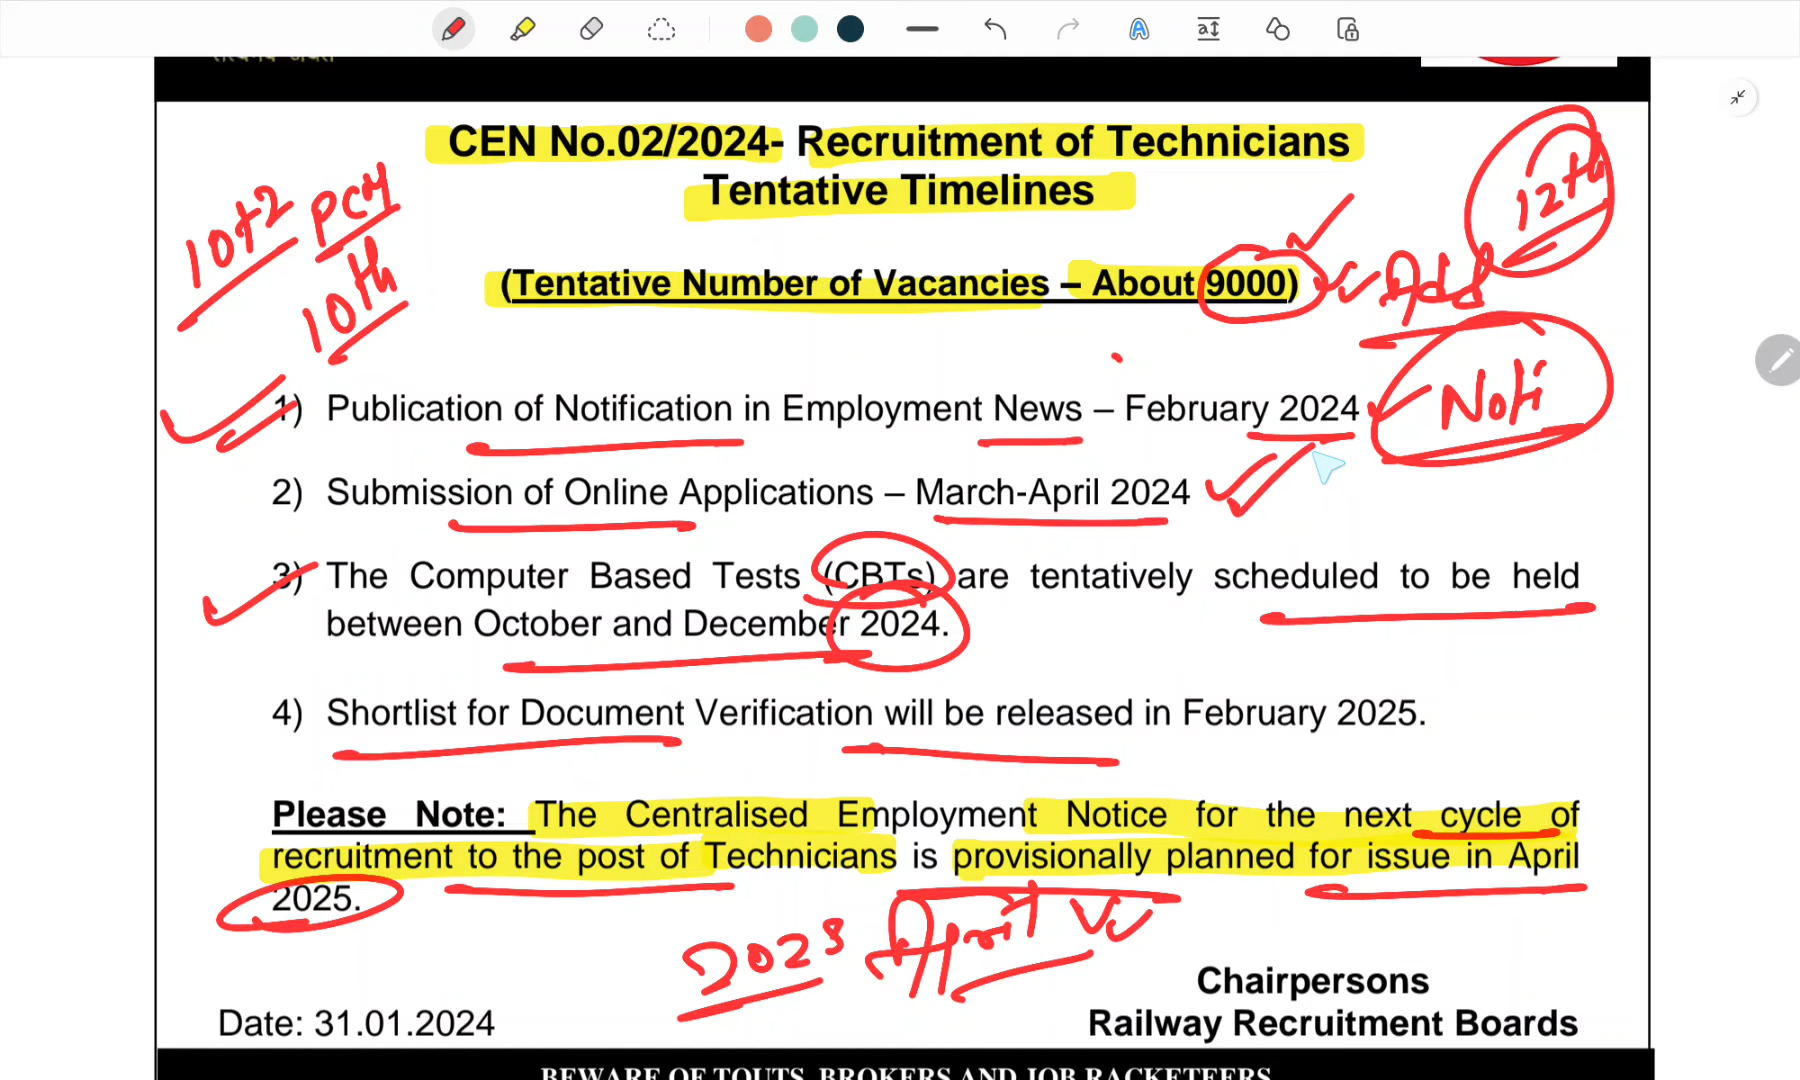 CEN No.02/2024- Recruitment of Technicians
Tentative Timelines
10+2 PCM
10th
12th
(Tentative Number of Vacancies – About 9000)
Add
1) Publication of Notification in Employment News – February 2024
Noti
2) Submission of Online Applications – March-April 2024
3) The Computer Based Tests (CBTs) are tentatively scheduled to be held
between October and December 2024.
4) Shortlist for Document Verification will be released in February 2025.
Please Note: The Centralised Employment Notice for the next cycle of
recruitment to the post of Technicians is provisionally planned for issue in April
2025.
April
Chairpersons
Date: 31.01.2024
Railway Recruitment Boards
BEWARE OF TOUTS, BROKERS AND JOB RACKETEERS